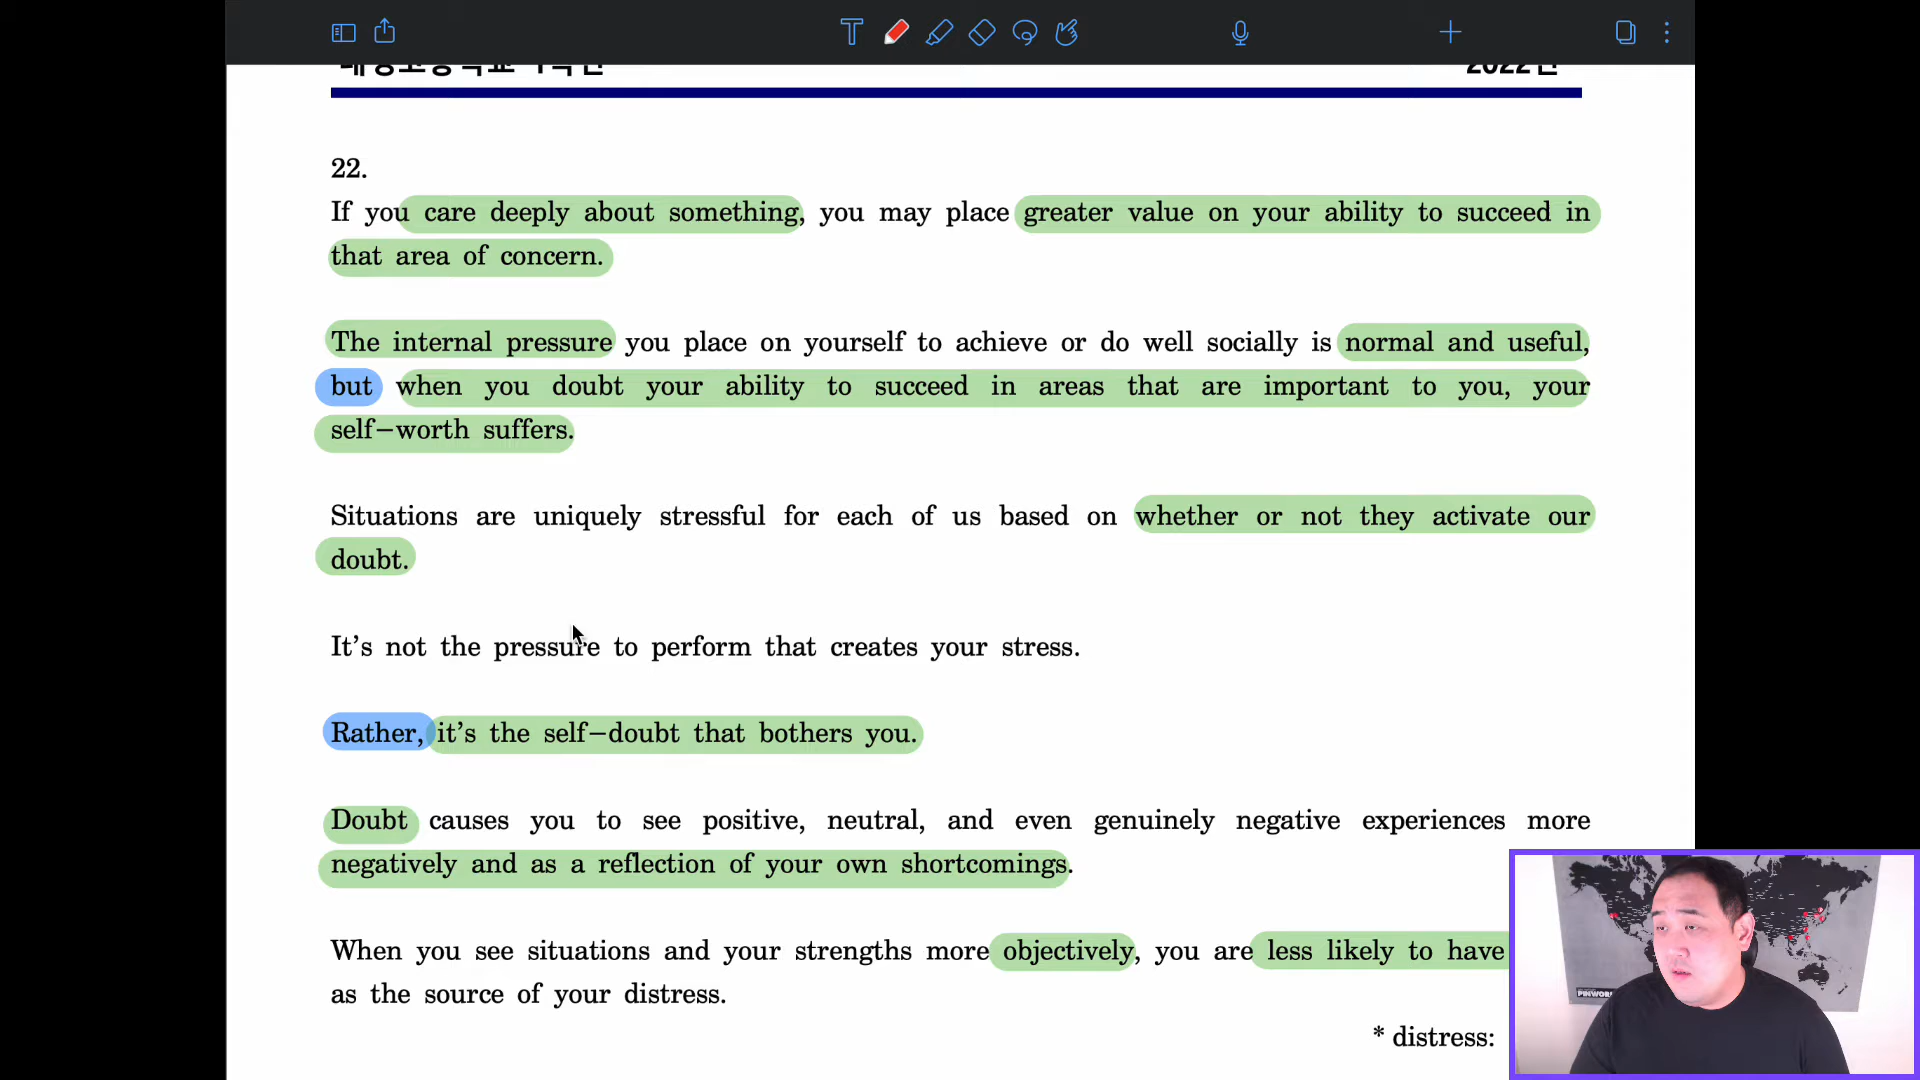 2022년
22.
If you care deeply about something, you may place greater value on your ability to succeed in
that area of concern.
The internal pressure you place on yourself to achieve or do well socially is normal and useful,
but when you doubt your ability to succeed in areas that are important to you, your
self-worth suffers.
Situations are uniquely stressful for each of us based on whether or not they activate our
doubt.
It's not the pressure to perform that creates your stress.
Rather, it's the self-doubt that bothers you.
Doubt causes you to see positive, neutral, and even genuinely negative experiences more
negatively and as a reflection of your own shortcomings.
When you see situations and your strengths more objectively, you are less likely to have
as the source of your distress.
* distress: